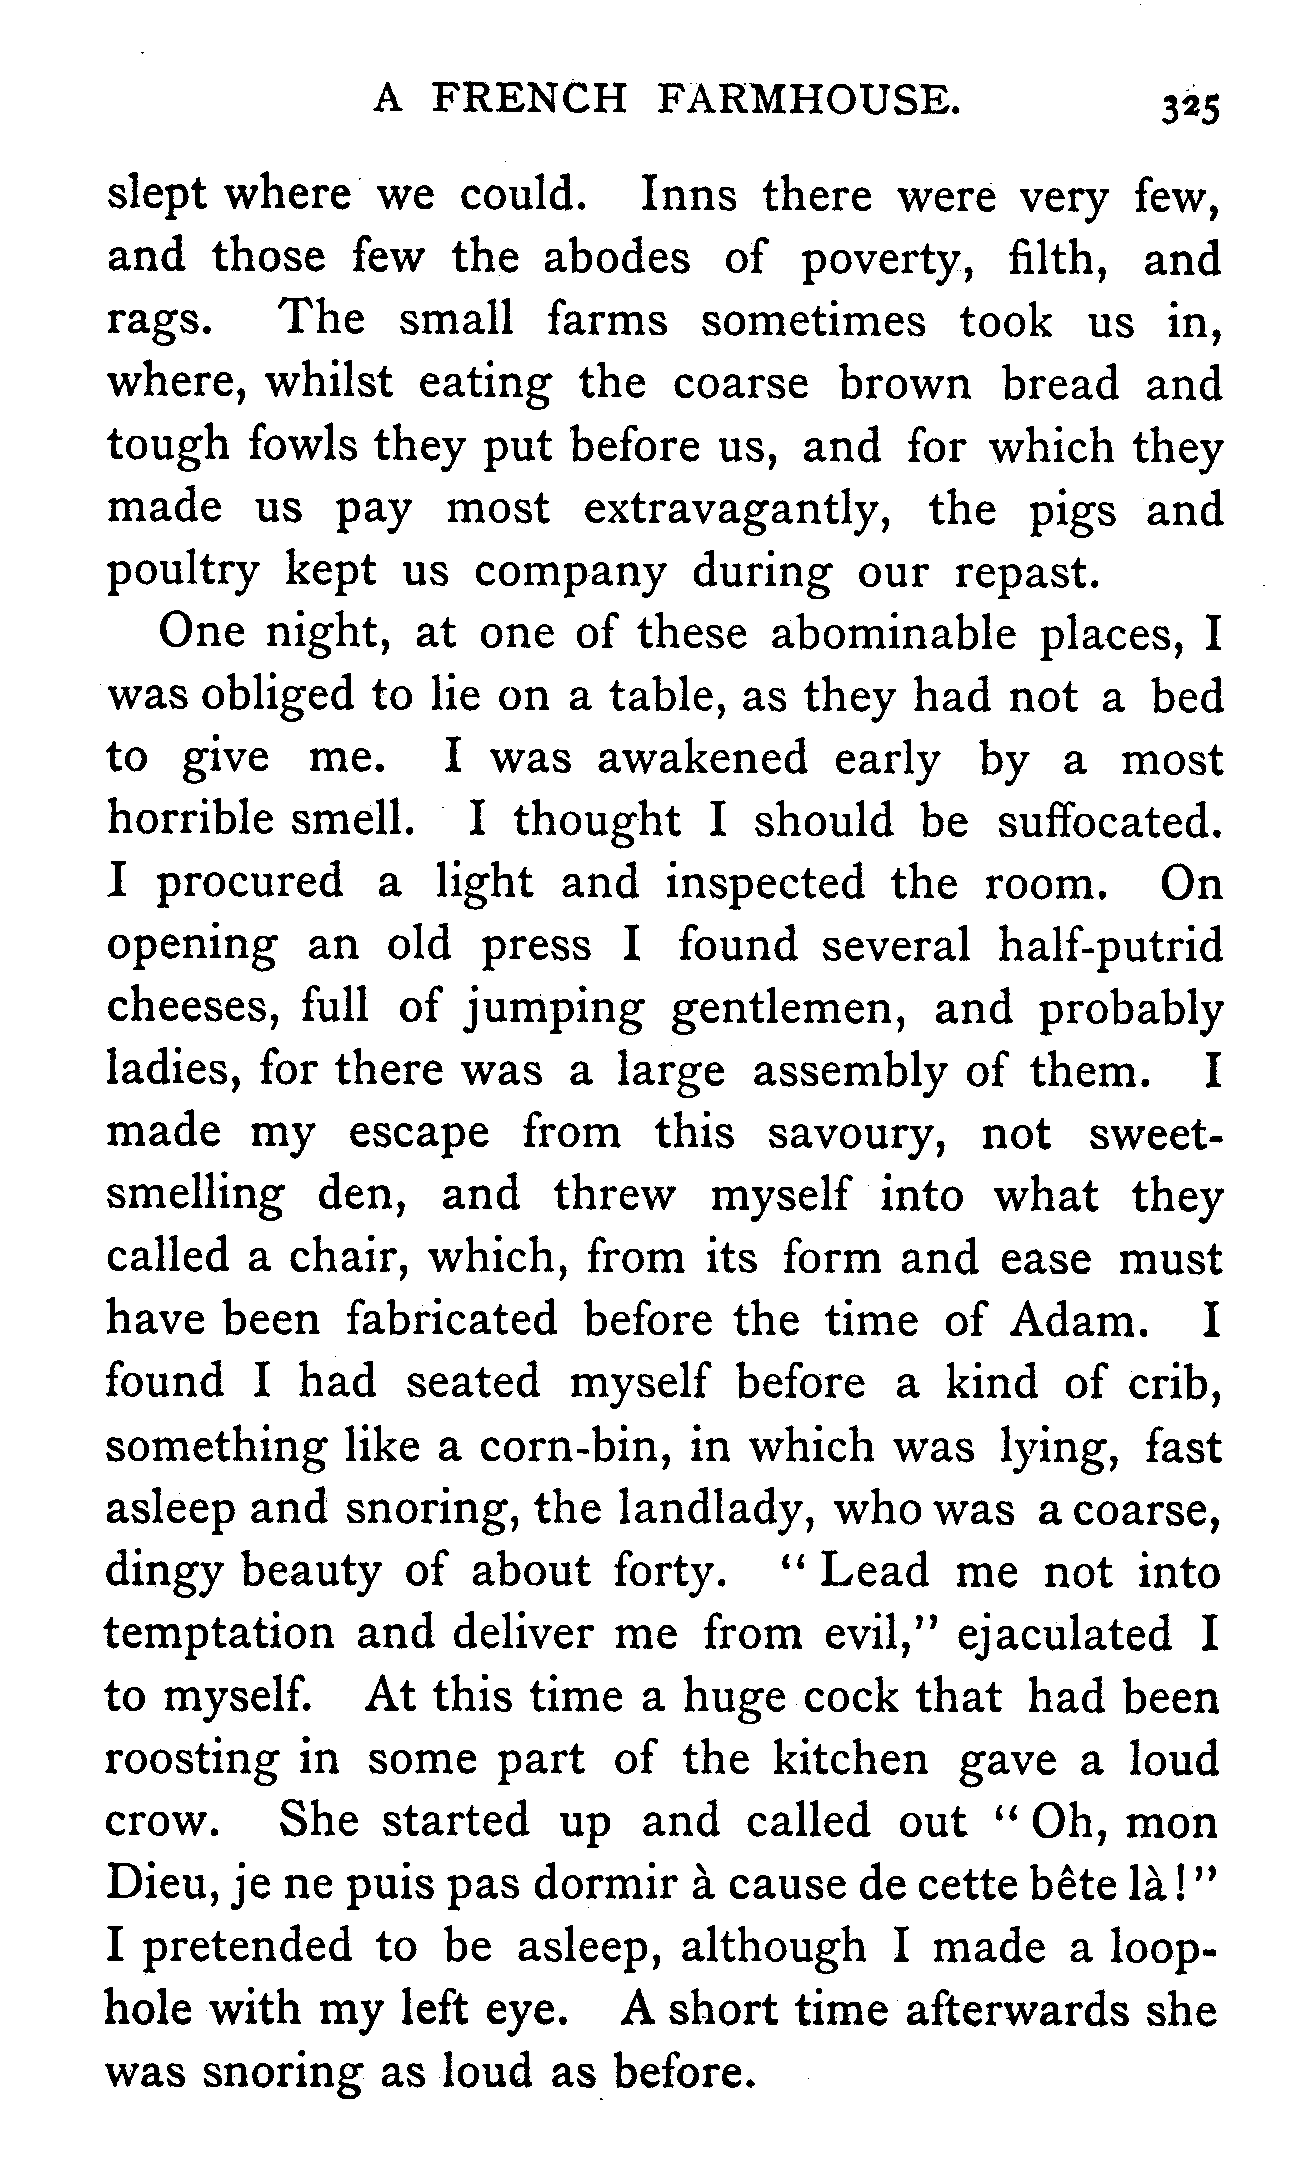 A FRENCH FARMHOUSE. 325
slept where we could. Inns there were very few,
and those few the abodes of poverty, filth, and
rags. The small farms sometimes took us in,
where, whilst eating the coarse brown bread and
tough fowls they put before us, and for which they
made us pay most extravagantly, the pigs and
poultry kept us company during our repast.
One night, at one of these abominable places, I
was obliged to lie on a table, as they had not a bed
to give me. I was awakened early by a most
horrible smell. I thought I should be suffocated.
I procured a light and inspected the room. On
opening an old press I found several half-putrid
cheeses, full of jumping gentlemen, and probably
ladies, for there was a large assembly of them. I
made my escape from this savoury, not sweet-
smelling den, and threw myself into what they
called a chair, which, from its form and ease must
have been fabricated before the time of Adam. I
found I had seated myself before a kind of crib,
something like a corn-bin, in which was lying, fast
asleep and snoring, the landlady, who was a coarse,
dingy beauty of about forty. “ Lead me not into
temptation and deliver me from evil,” ejaculated I
to myself. At this time a huge cock that had been
roosting in some part of the kitchen gave a loud
crow. She started up and called out “ Oh, mon
Dieu, je ne puis pas dormir à cause de cette bête là !”
I pretended to be asleep, although I made a loop-
hole with my left eye. A short time afterwards she
was snoring as loud as before.